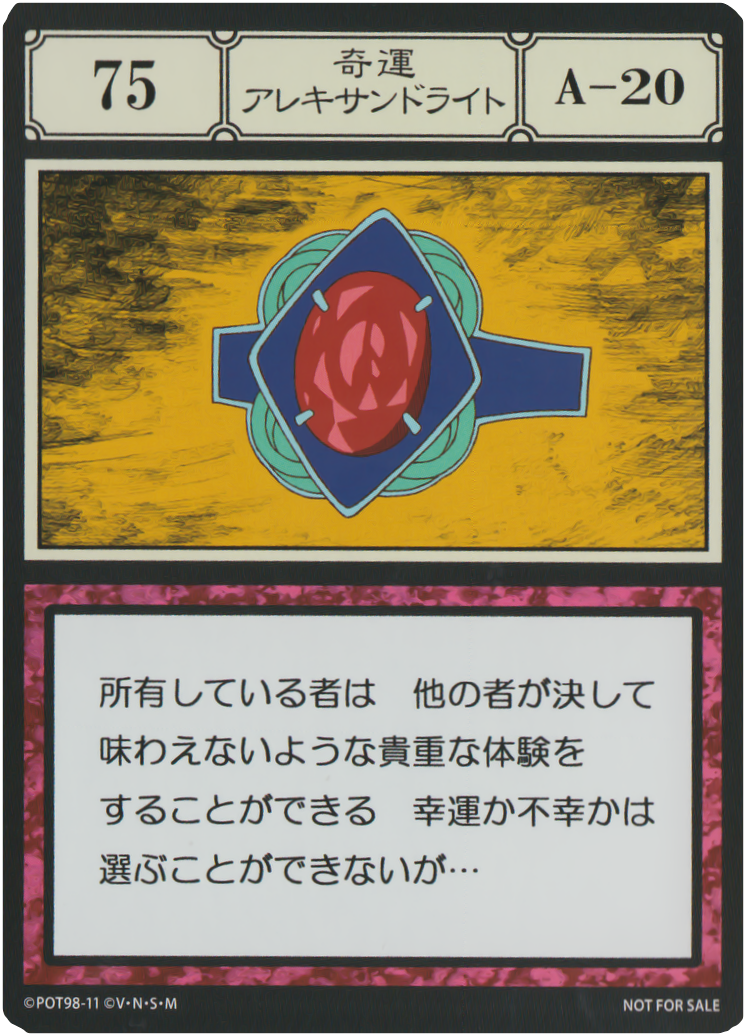 75
奇運
アレキサンドライト
A-20
所有している者は　他の者が決して
味わえないような貴重な体験を
することができる　幸運か不幸かは
選ぶことができないが…
©POT98-11 ©V・N・S・M
NOT FOR SALE